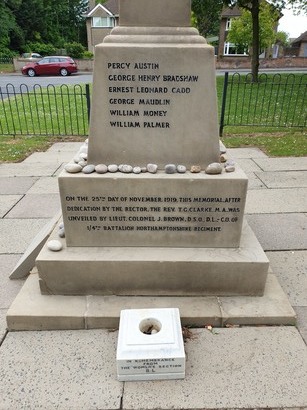 PERCY AUSTIN
GEORGE HENRY BRADSHAW
ERNEST LEONARD CADD
GEORGE MAUDLIN
WILLIAM MONEY
WILLIAM PALMER
ON THE 25TH DAY OF NOVEMBER, 1919, THIS MEMORIAL, AFTER
DEDICATION BY THE RECTOR, THE REV. T.G. CLARKE, M.A. WAS
UNVEILED BY LIEUT. COLONEL J. BROWN, D.S.O., D.L. - C.O. OF
1/4TH BATTALION NORTHAMPTONSHIRE REGIMENT.
IN REMEMBRANCE
FROM
THE WOMEN'S SECTION
B.L.